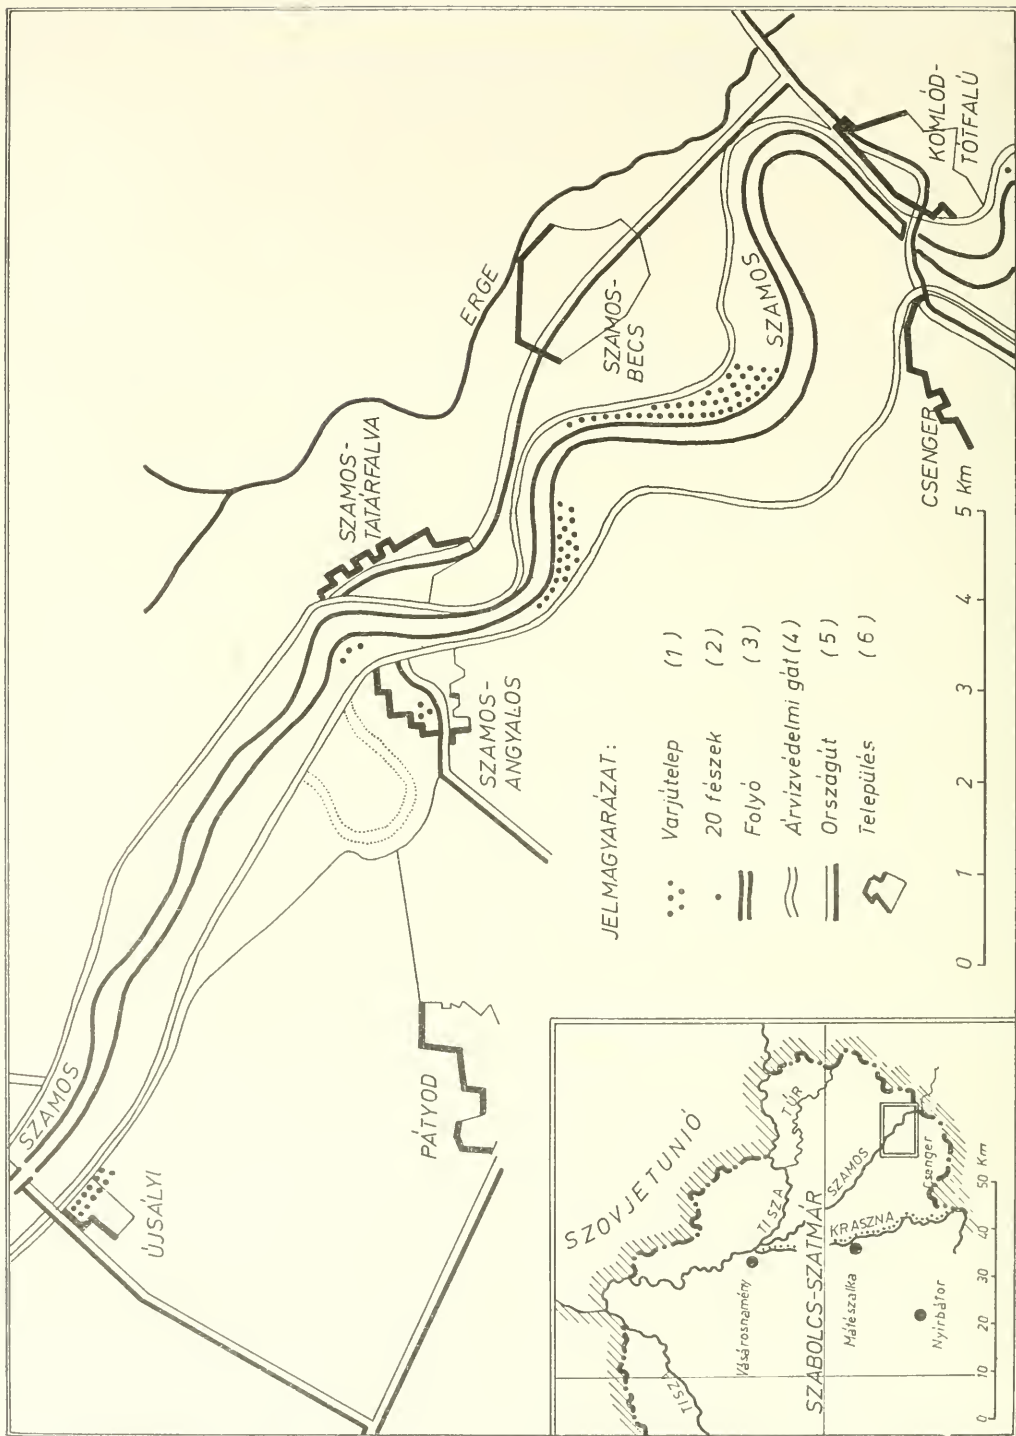 SZAMOS
ÚJSÁLYI
PÁTYOD
ERGE
SZAMOS-
TATÁRFALVA
SZAMOS-
ANGYALOS
SZAMOS-
BECS
SZAMOS
KOMLÓD-
TÓTFALÚ
CSENGER
JELMAGYARÁZAT:
Varjútelep (1)
20 fészek (2)
Folyó (3)
Árvízvédelmi gát (4)
Országút (5)
Település (6)
0 1 2 3 4 5 Km
SZOVJETUNIÓ
TISZA
TISZA
TÚR
SZAMOS
KRASZNA
Vásárosnamény
SZABOLCS-SZATMÁR
Mátészalka
Nyírbátor
Csenger
0 10 20 30 40 50 Km